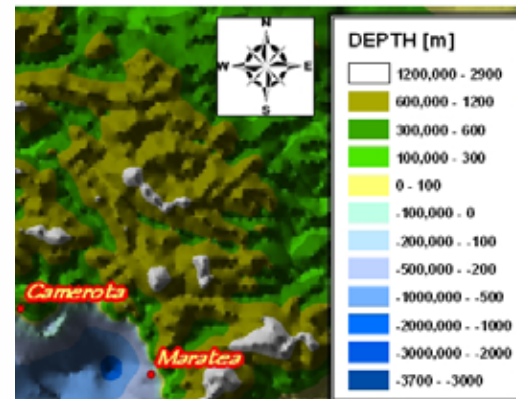 N
W E
S
Camerota
Maratea
DEPTH [m]
1200,000 - 2900
600,000 - 1200
300,000 - 600
100,000 - 300
0 - 100
-100,000 - 0
-200,000 - -100
-500,000 - -200
-1000,000 - -500
-2000,000 - -1000
-3000,000 - -2000
-3700 - -3000